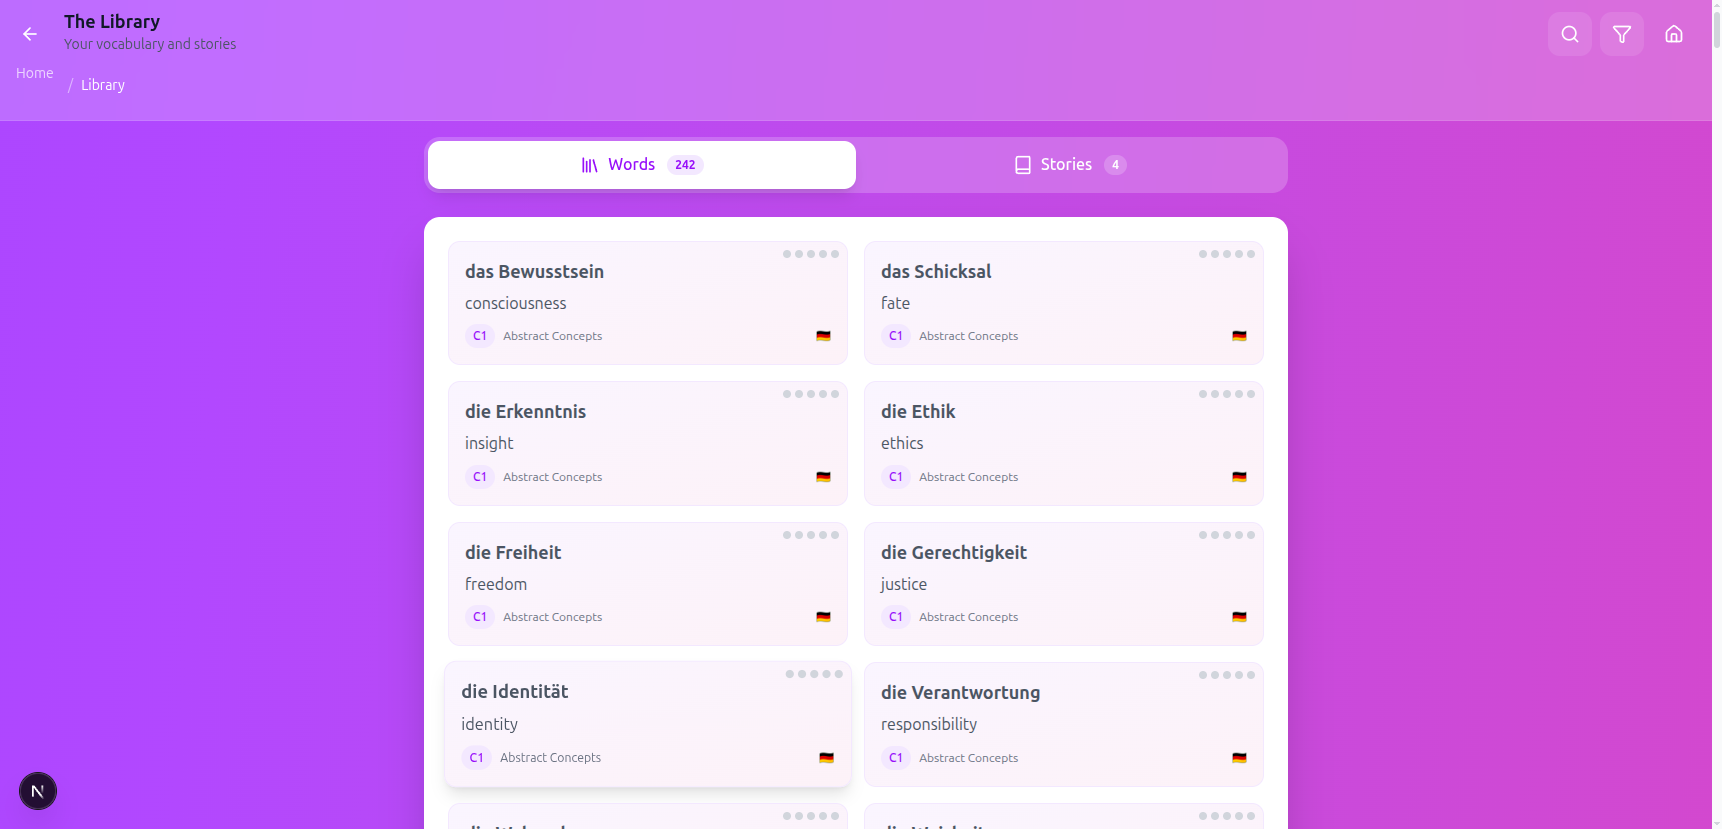 The Library
Your vocabulary and stories
Home
/ Library
Words 242
Stories 4
das Bewusstsein
consciousness
C1 Abstract Concepts
das Schicksal
fate
C1 Abstract Concepts
die Erkenntnis
insight
C1 Abstract Concepts
die Ethik
ethics
C1 Abstract Concepts
die Freiheit
freedom
C1 Abstract Concepts
die Gerechtigkeit
justice
C1 Abstract Concepts
die Identität
identity
C1 Abstract Concepts
die Verantwortung
responsibility
C1 Abstract Concepts
N